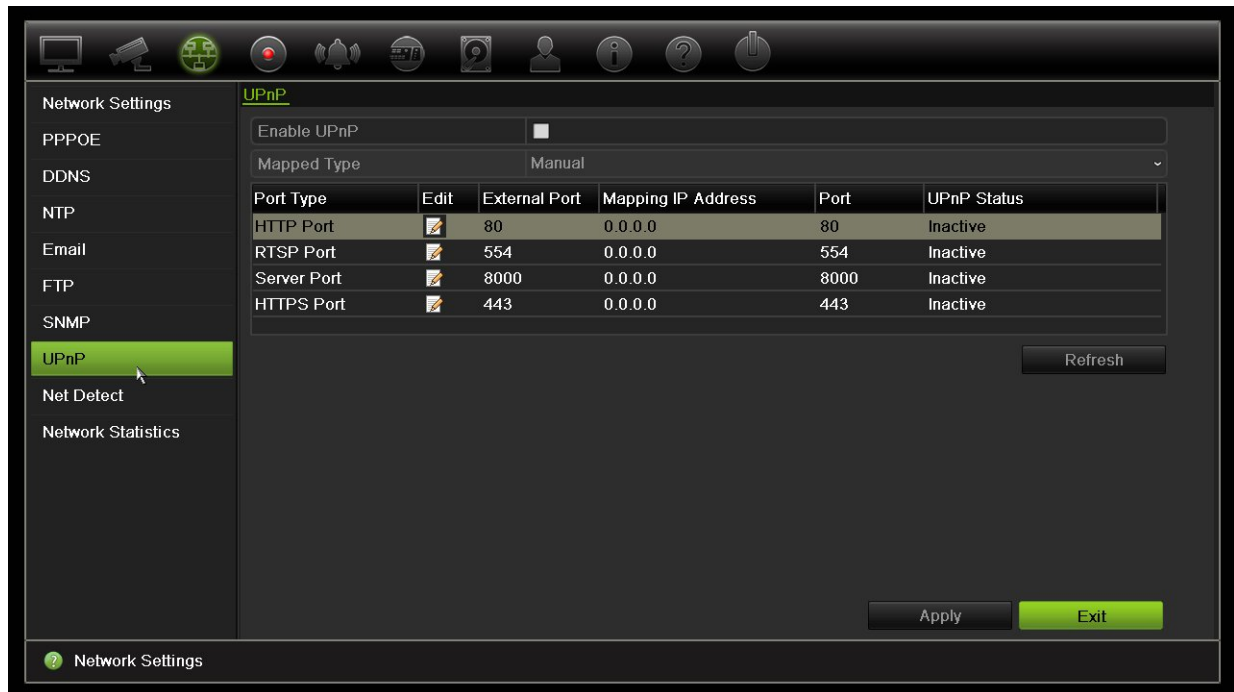 Network Settings
PPPOE
DDNS
NTP
Email
FTP
SNMP
UPnP
Net Detect
Network Statistics
UPnP
Enable UPnP
Mapped Type Manual
Port Type Edit External Port Mapping IP Address Port UPnP Status
HTTP Port 80 0.0.0.0 80 Inactive
RTSP Port 554 0.0.0.0 554 Inactive
Server Port 8000 0.0.0.0 8000 Inactive
HTTPS Port 443 0.0.0.0 443 Inactive
Refresh
Apply Exit
? Network Settings